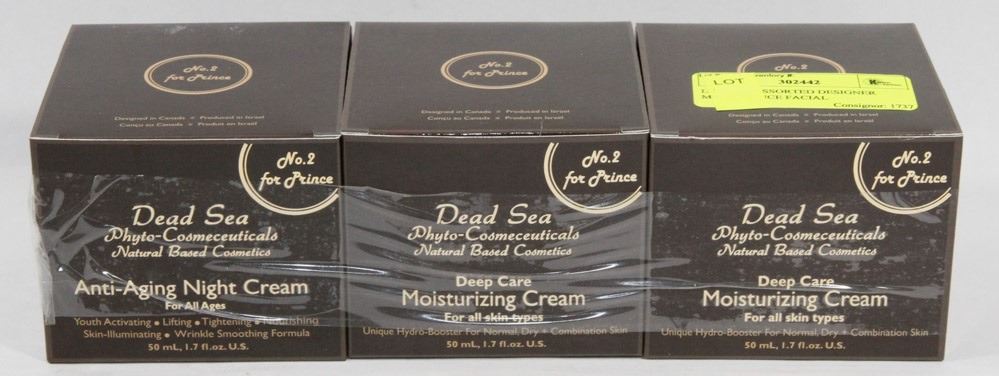 No.2
for Prince
Designed in Canada • Produced in Israel
Conçu au Canada • Produit en Israël
No.2
for Prince
Dead Sea
Phyto-Cosmeceuticals
Natural Based Cosmetics
Anti-Aging Night Cream
For All Ages
Youth Activating • Lifting • Tightening • Nourishing
Skin-Illuminating • Wrinkle Smoothing Formula
50 mL, 1.7 fl.oz. U.S.
No.2
for Prince
Designed in Canada • Produced in Israel
Conçu au Canada • Produit en Israël
No.2
for Prince
Dead Sea
Phyto-Cosmeceuticals
Natural Based Cosmetics
Deep Care
Moisturizing Cream
For all skin types
Unique Hydro-Booster For Normal, Dry + Combination Skin
50 mL, 1.7 fl.oz. U.S.
No.2
LOT 302442
SSORTED DESIGNER
CE FACIAL
Consignor: 1737
Designed in Canada • Produced in Israel
Conçu au Canada • Produit en Israël
No.2
for Prince
Dead Sea
Phyto-Cosmeceuticals
Natural Based Cosmetics
Deep Care
Moisturizing Cream
For all skin types
Unique Hydro-Booster For Normal, Dry + Combination Skin
50 mL, 1.7 fl.oz. U.S.